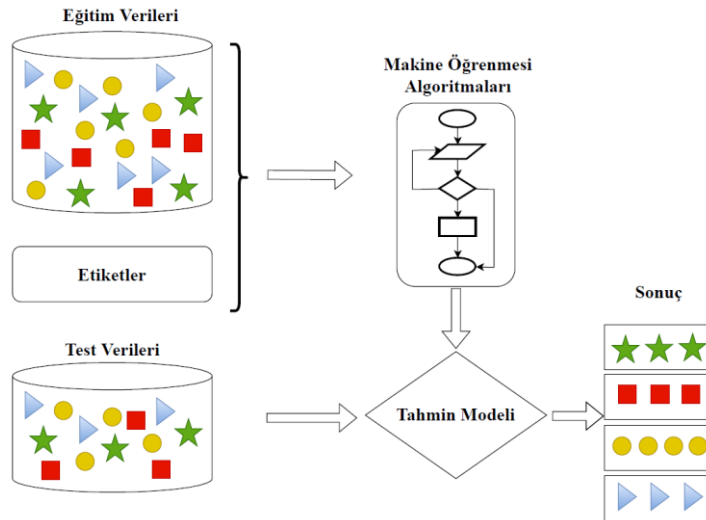 Eğitim Verileri
Makine Öğrenmesi
Algoritmaları
Etiketler
Sonuç
Test Verileri
Tahmin Modeli